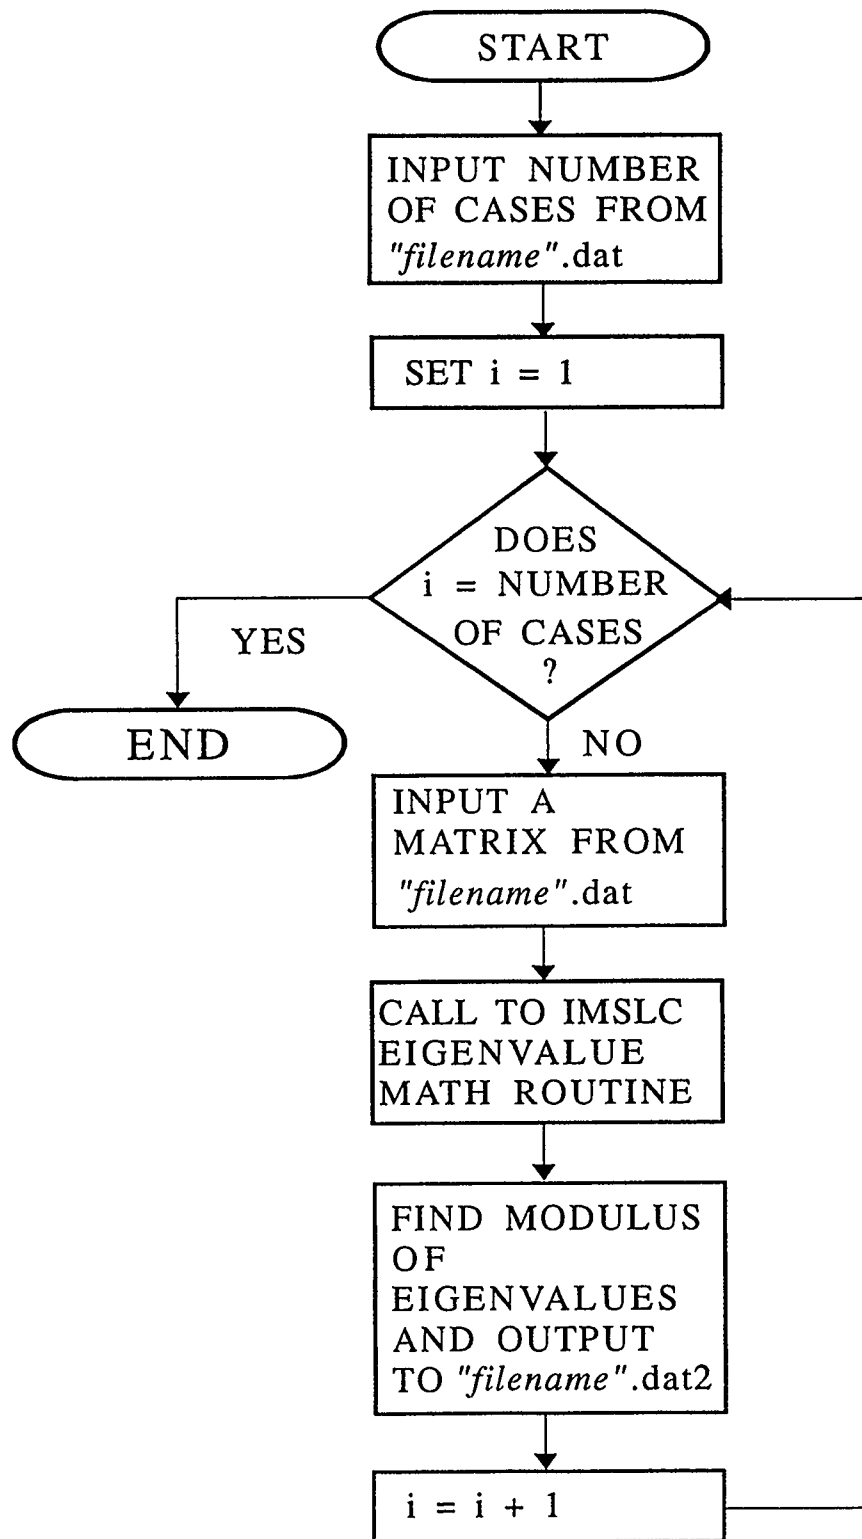 START
INPUT NUMBER
OF CASES FROM
"filename".dat
SET i = 1
DOES
i = NUMBER
OF CASES
?
YES
END
NO
INPUT A
MATRIX FROM
"filename".dat
CALL TO IMSLC
EIGENVALUE
MATH ROUTINE
FIND MODULUS
OF
EIGENVALUES
AND OUTPUT
TO "filename".dat2
i = i + 1